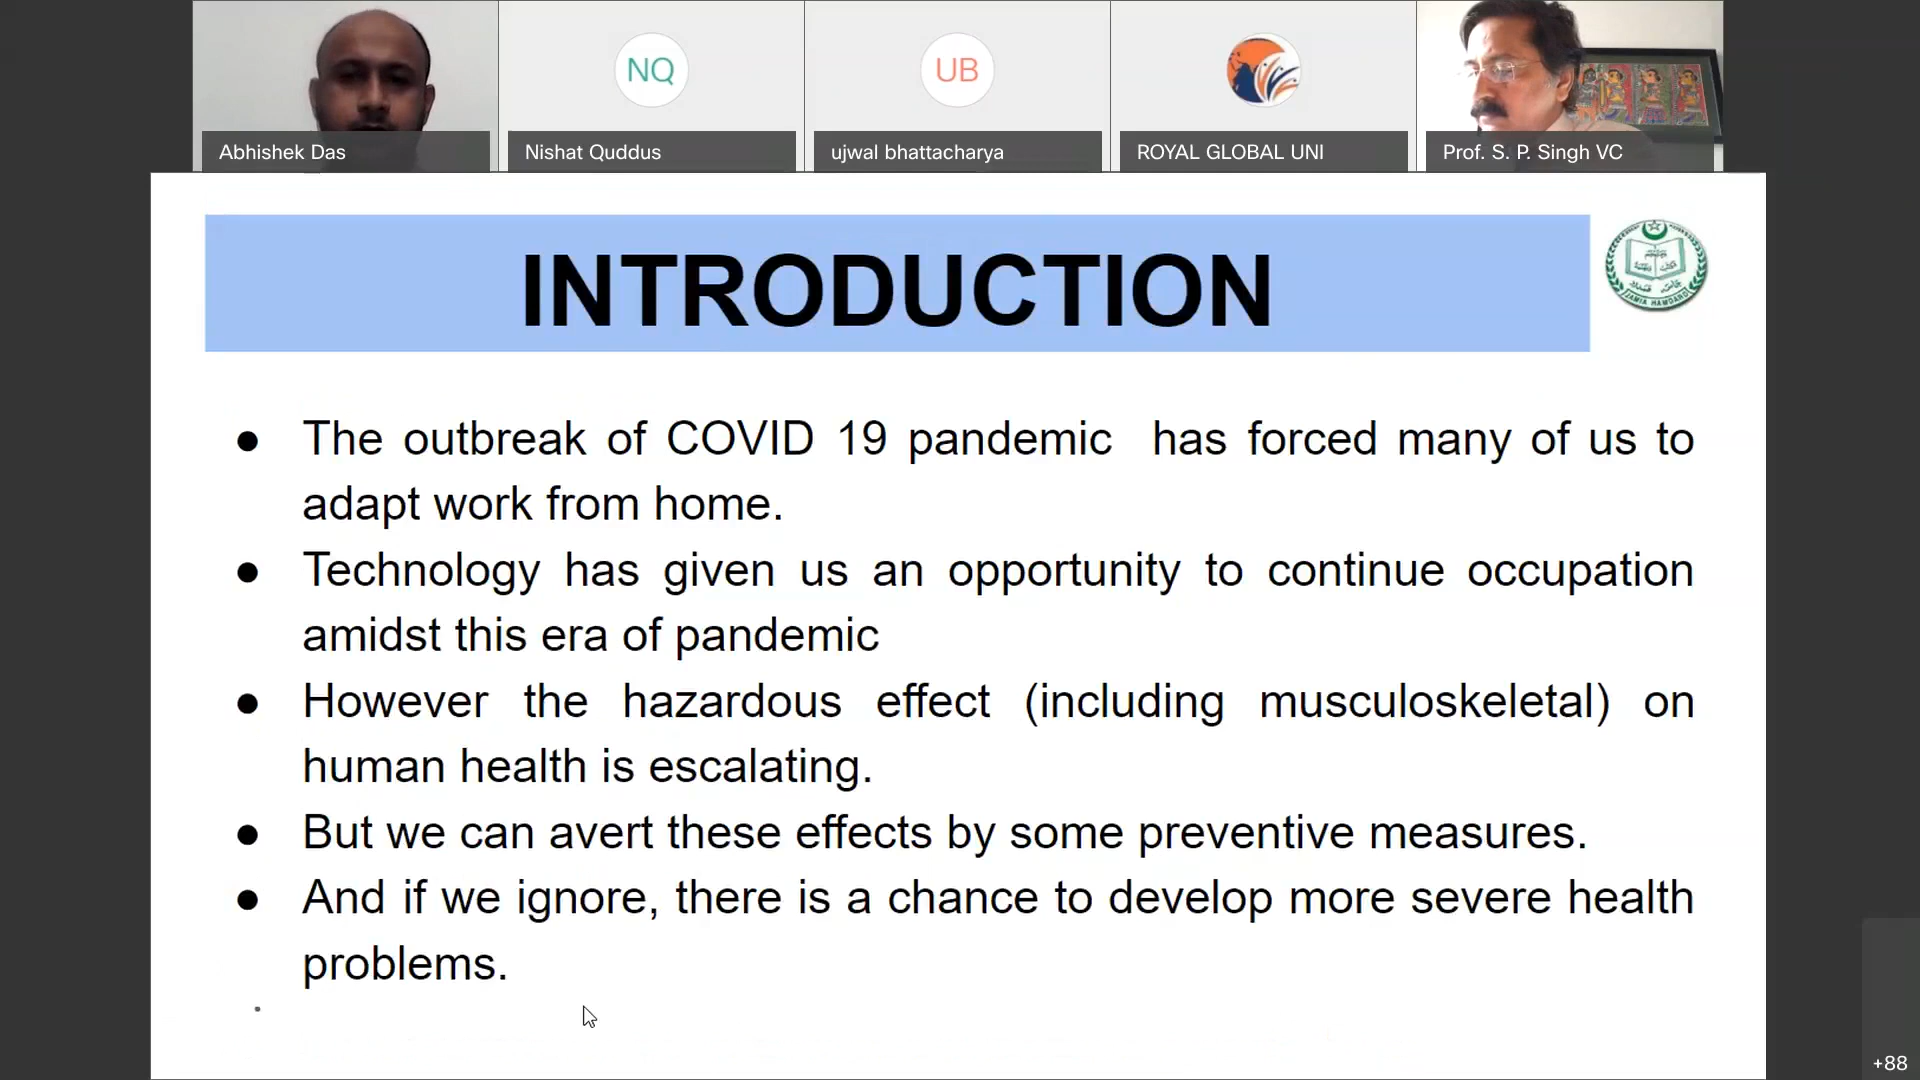 NQ
UB
Abhishek Das
Nishat Quddus
ujwal bhattacharya
ROYAL GLOBAL UNI
Prof. S. P. Singh VC
INTRODUCTION
JAMIA HAMDARD
● The outbreak of COVID 19 pandemic has forced many of us to
adapt work from home.
● Technology has given us an opportunity to continue occupation
amidst this era of pandemic
● However the hazardous effect (including musculoskeletal) on
human health is escalating.
● But we can avert these effects by some preventive measures.
● And if we ignore, there is a chance to develop more severe health
problems.
+88